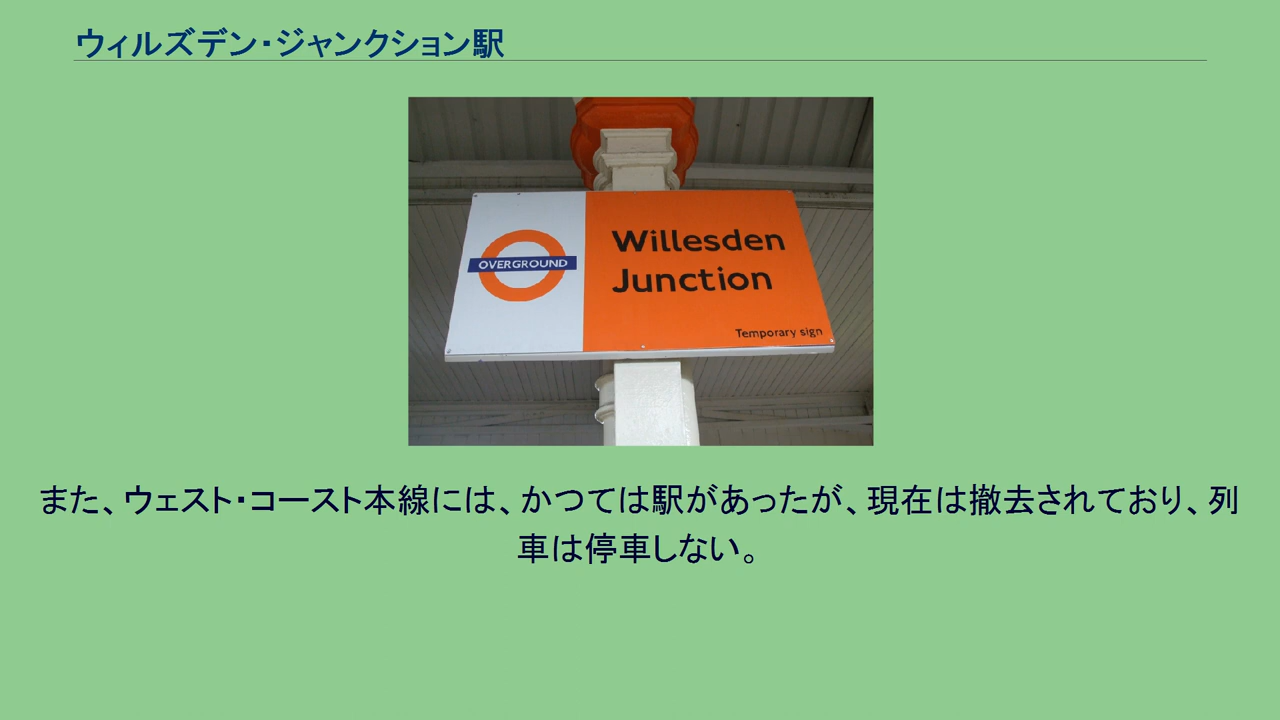 ウィルズデン・ジャンクション駅
OVERGROUND
Willesden
Junction
Temporary sign
また、ウェスト・コースト本線には、かつては駅があったが、現在は撤去されており、列
車は停車しない。